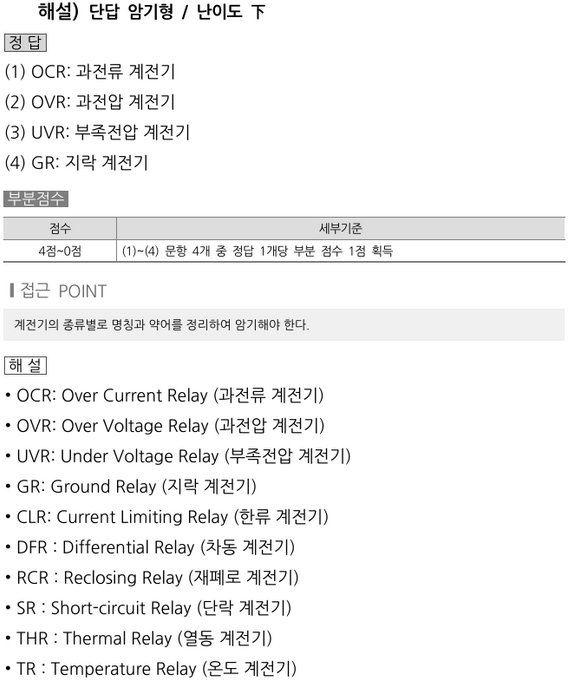 해설) 단답 암기형 / 난이도 下
정 답
(1) OCR: 과전류 계전기
(2) OVR: 과전압 계전기
(3) UVR: 부족전압 계전기
(4) GR: 지락 계전기
부분점수
점수 세부기준
4점~0점 (1)~(4) 문항 4개 중 정답 1개당 부분 점수 1점 획득
접근 POINT
계전기의 종류별로 명칭과 약어를 정리하여 암기해야 한다.
해 설
• OCR: Over Current Relay (과전류 계전기)
• OVR: Over Voltage Relay (과전압 계전기)
• UVR: Under Voltage Relay (부족전압 계전기)
• GR: Ground Relay (지락 계전기)
• CLR: Current Limiting Relay (한류 계전기)
• DFR : Differential Relay (차동 계전기)
• RCR : Reclosing Relay (재폐로 계전기)
• SR : Short-circuit Relay (단락 계전기)
• THR : Thermal Relay (열동 계전기)
• TR : Temperature Relay (온도 계전기)